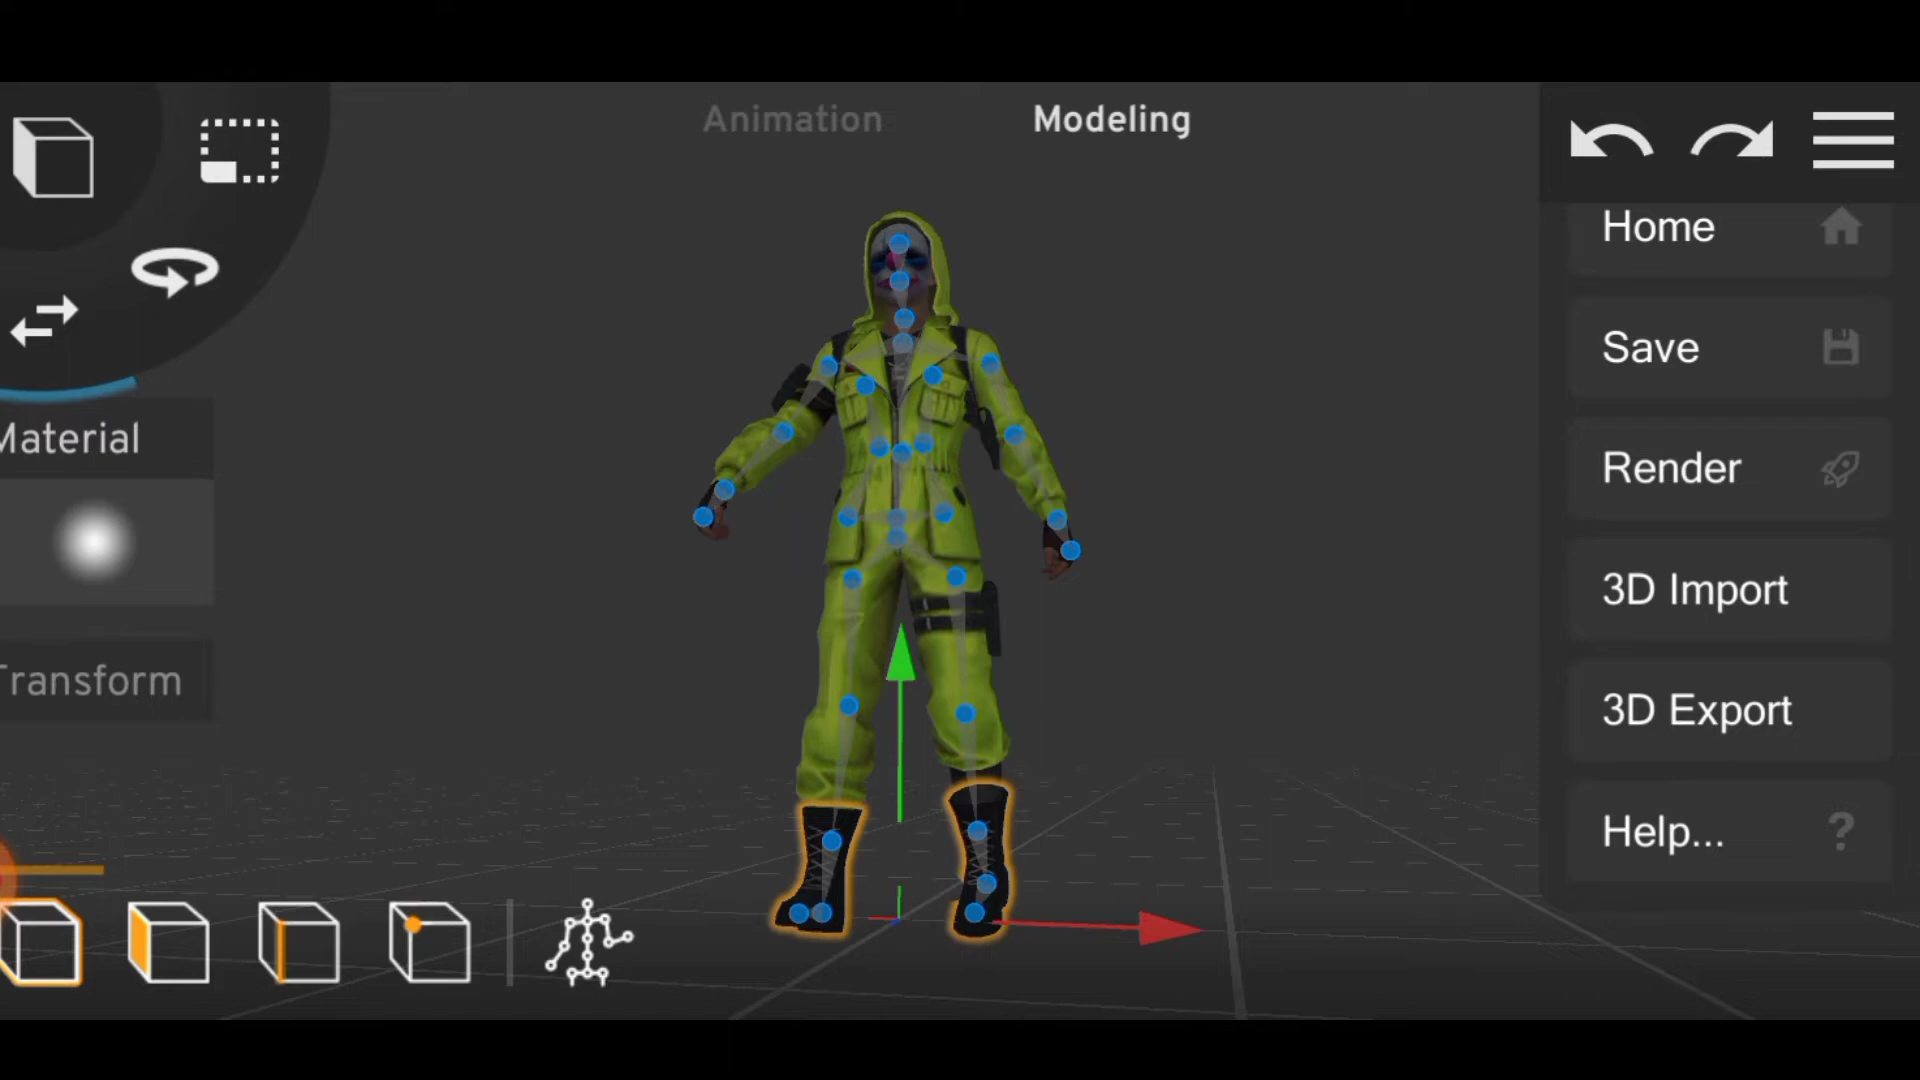 Animation
Modeling
Home
Save
Render
3D Import
3D Export
Help...
?
Material
Transform